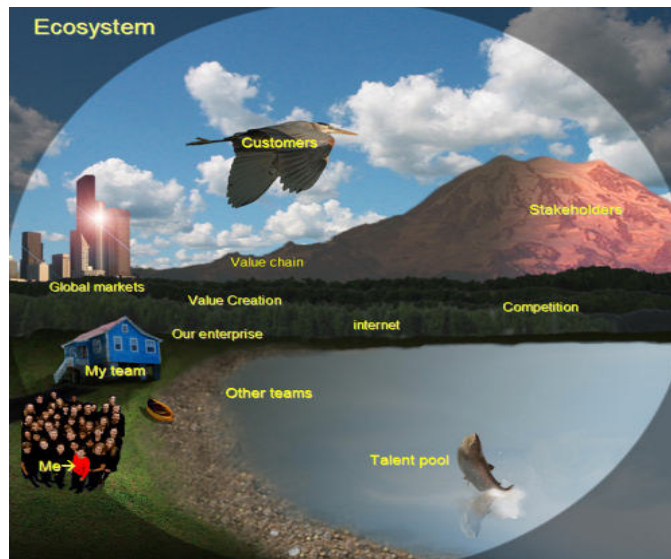 Ecosystem
Customers
Stakeholders
Value chain
Global markets
Value Creation
Competition
internet
Our enterprise
My team
Other teams
Talent pool
Me→